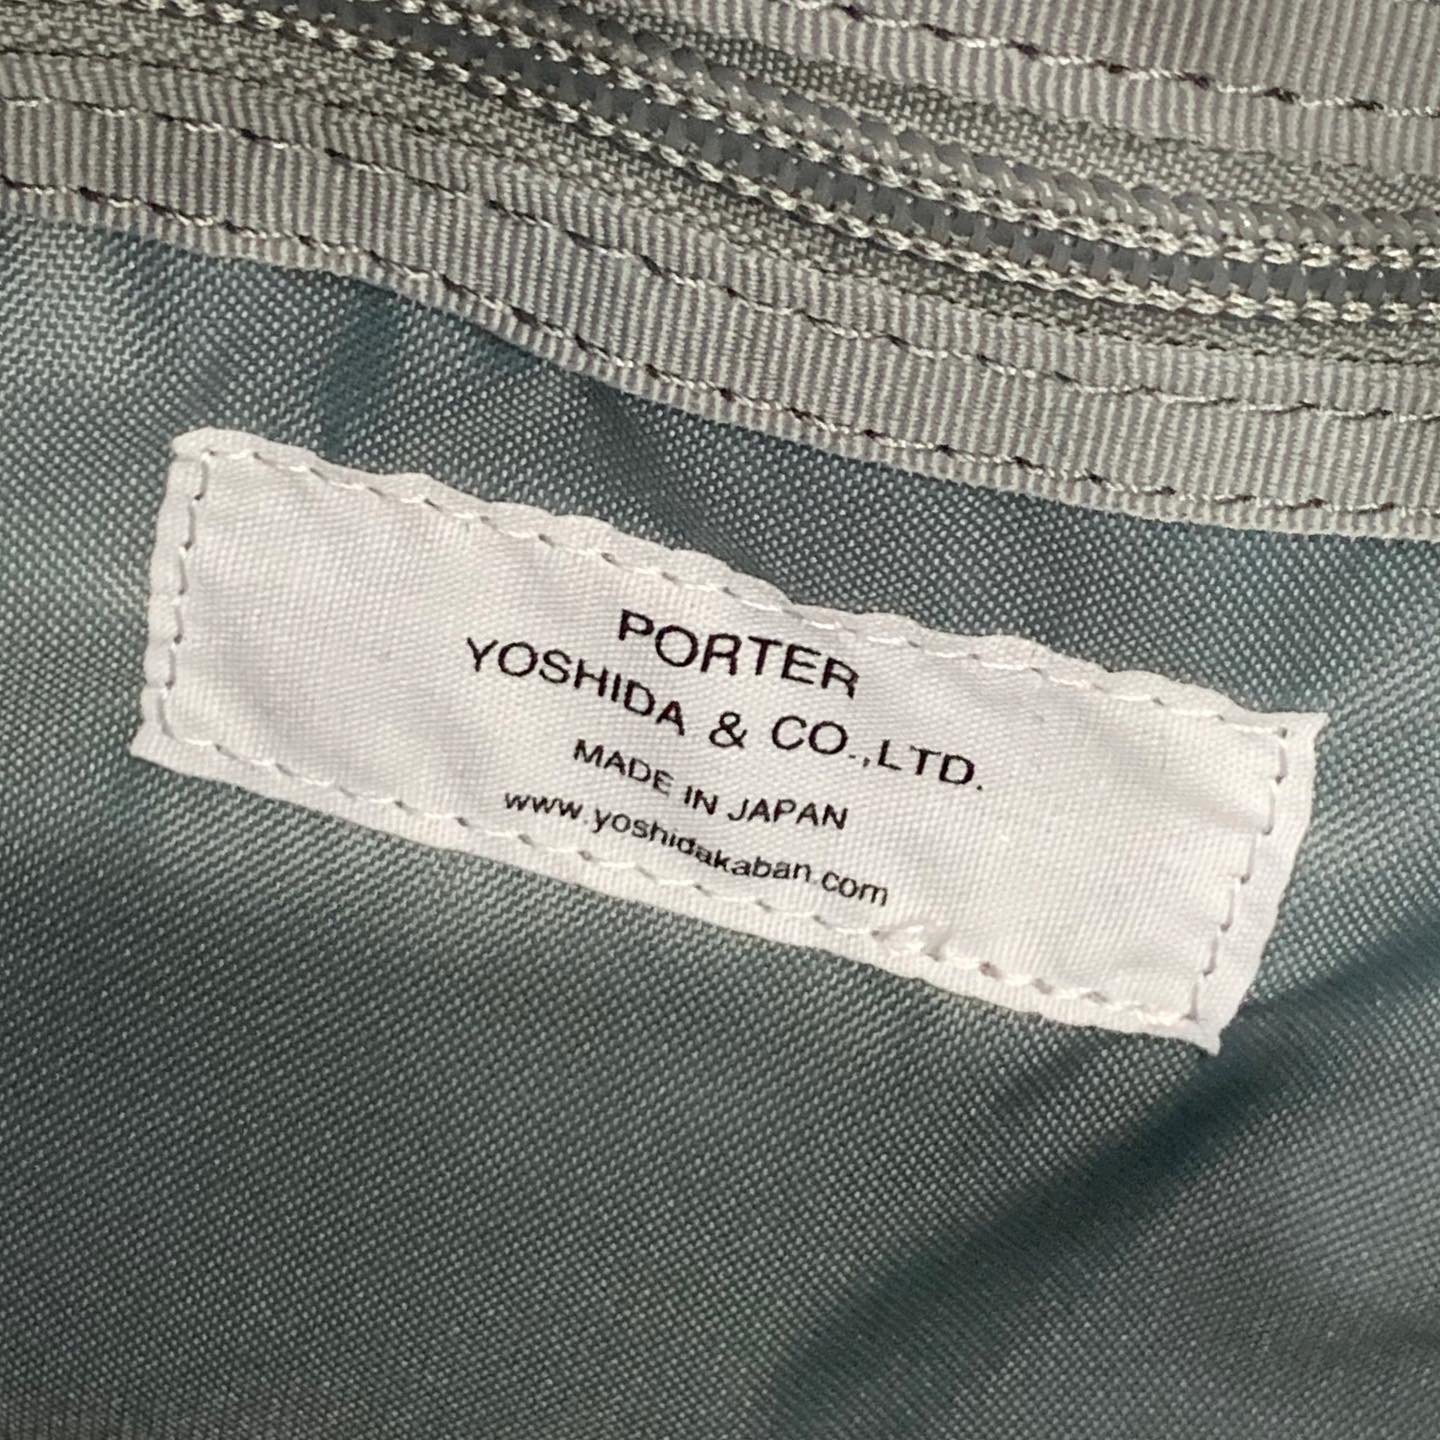 PORTER
YOSHIDA & CO.,LTD.
MADE IN JAPAN
www.yoshidakaban.com